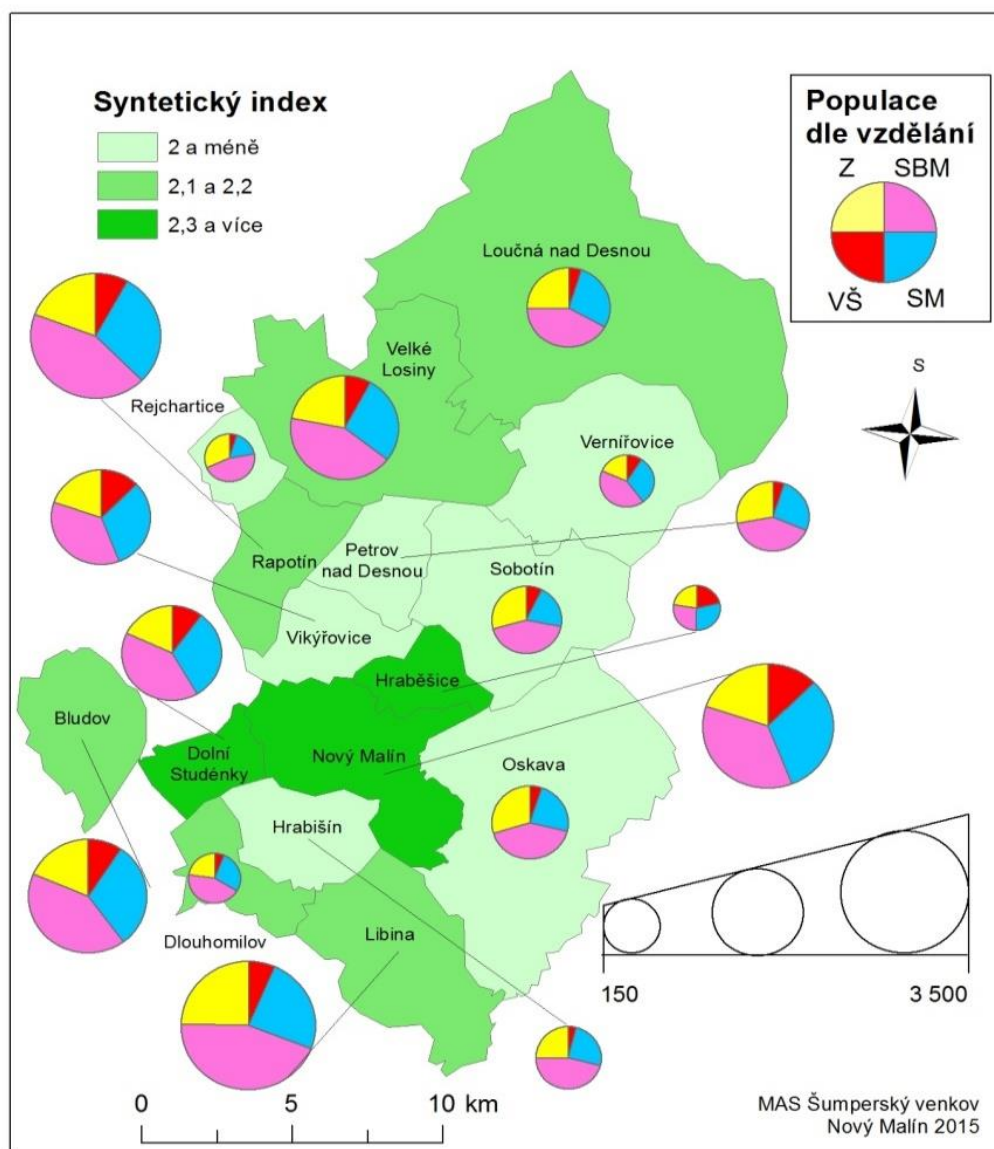 Syntetický index
2 a méně
2,1 a 2,2
2,3 a více
Populace
dle vzdělání
Z SBM
VŠ SM
S
Loučná nad Desnou
Velké
Losiny
Rejchartice
Vernířovice
Rapotín
Petrov
nad Desnou
Sobotín
Vikýřovice
Hraběšice
Bludov
Dolní
Studénky
Nový Malín
Oskava
Hrabišín
Dlouhomilov
Libina
150 3 500
0 5 10 km
MAS Šumperský venkov
Nový Malín 2015